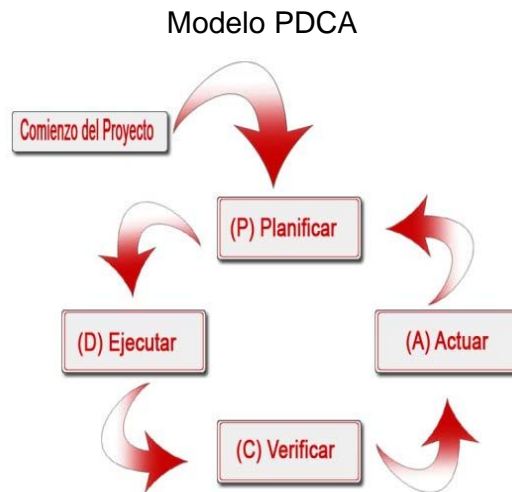 Modelo PDCA
Comienzo del Proyecto
(P) Planificar
(D) Ejecutar
(A) Actuar
(C) Verificar